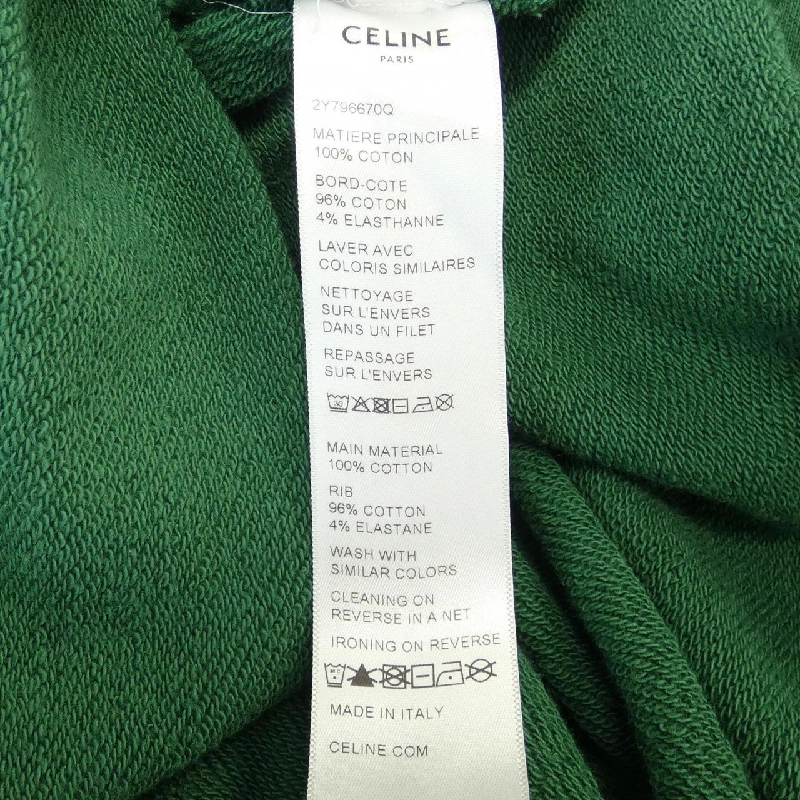 CELINE
PARIS
2Y796670Q
MATIERE PRINCIPALE
100% COTON
BORD-COTE
96% COTON
4% ELASTHANNE
LAVER AVEC
COLORIS SIMILAIRES
NETTOYAGE
SUR L'ENVERS
DANS UN FILET
REPASSAGE
SUR L'ENVERS
30
MAIN MATERIAL
100% COTTON
RIB
96% COTTON
4% ELASTANE
WASH WITH
SIMILAR COLORS
CLEANING ON
REVERSE IN A NET
IRONING ON REVERSE
MADE IN ITALY
CELINE.COM